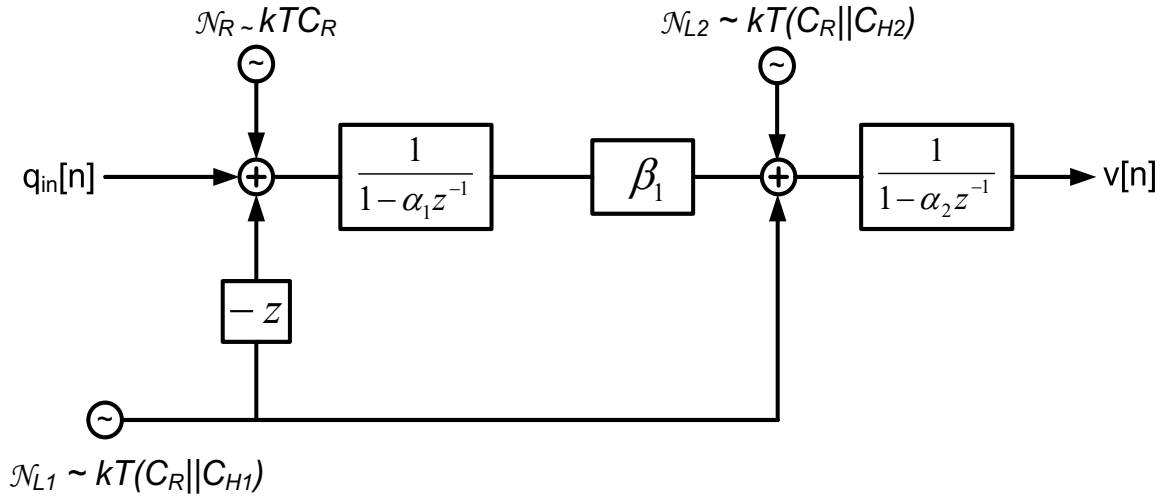 𝒩R ~ kTCR
𝒩L2 ~ kT(CR||CH2)
~
~
qin[n]
+
1
1-α1z-1
β1
+
1
1-α2z-1
v[n]
-z
~
𝒩L1 ~ kT(CR||CH1)